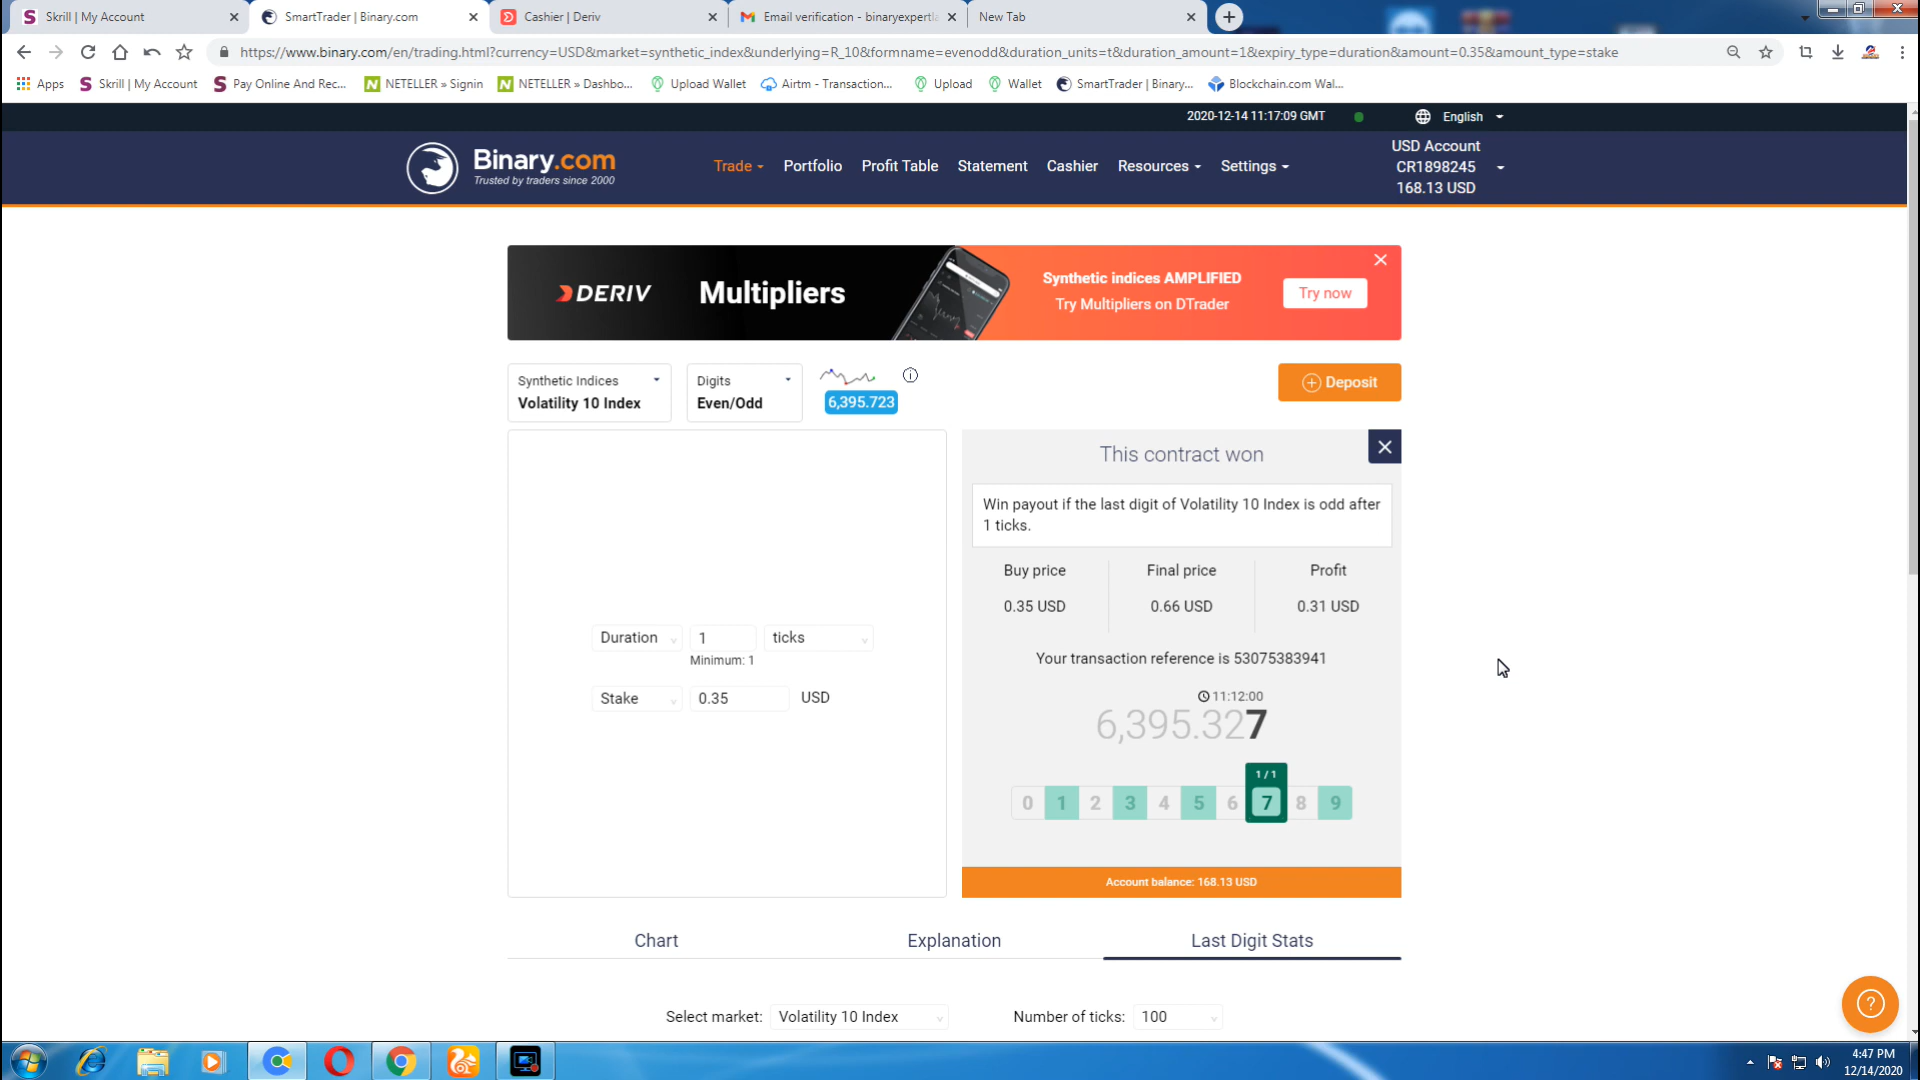 Skrill | My Account
SmartTrader | Binary.com
Cashier | Deriv
Email verification - binaryexpertla
New Tab
https://www.binary.com/en/trading.html?currency=USD&market=synthetic_index&underlying=R_10&formname=evenodd&duration_units=t&duration_amount=1&expiry_type=duration&amount=0.35&amount_type=stake
Apps
Skrill | My Account
Pay Online And Rec...
NETELLER » Signin
NETELLER » Dashbo...
Upload Wallet
Airtm - Transaction...
Upload
Wallet
SmartTrader | Binary...
Blockchain.com Wal...
2020-12-14 11:17:09 GMT
English
Binary.com
Trusted by traders since 2000
Trade
Portfolio
Profit Table
Statement
Cashier
Resources
Settings
USD Account
CR1898245
168.13 USD
DERIV
Multipliers
Synthetic indices AMPLIFIED
Try Multipliers on DTrader
Try now
Synthetic Indices
Volatility 10 Index
Digits
Even/Odd
6,395.723
Deposit
Duration 1 ticks
Minimum: 1
Stake 0.35 USD
This contract won
Win payout if the last digit of Volatility 10 Index is odd after
1 ticks.
Buy price Final price Profit
0.35 USD 0.66 USD 0.31 USD
Your transaction reference is 53075383941
11:12:00
6,395.327
1 / 1
0 1 2 3 4 5 6 7 8 9
Account balance: 168.13 USD
Chart
Explanation
Last Digit Stats
Select market: Volatility 10 Index
Number of ticks: 100
4:47 PM
12/14/2020